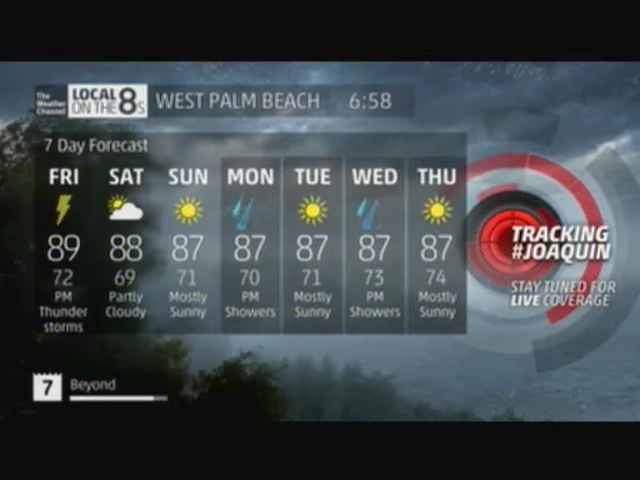 The Weather Channel
LOCAL ON THE 8s
WEST PALM BEACH 6:58
7 Day Forecast
FRI SAT SUN MON TUE WED THU
89 88 87 87 87 87 87
72 69 71 70 71 73 74
PM Thunder storms
Partly Cloudy
Mostly Sunny
PM Showers
Mostly Sunny
PM Showers
Mostly Sunny
TRACKING
#JOAQUIN
STAY TUNED FOR
LIVE COVERAGE
7 Beyond